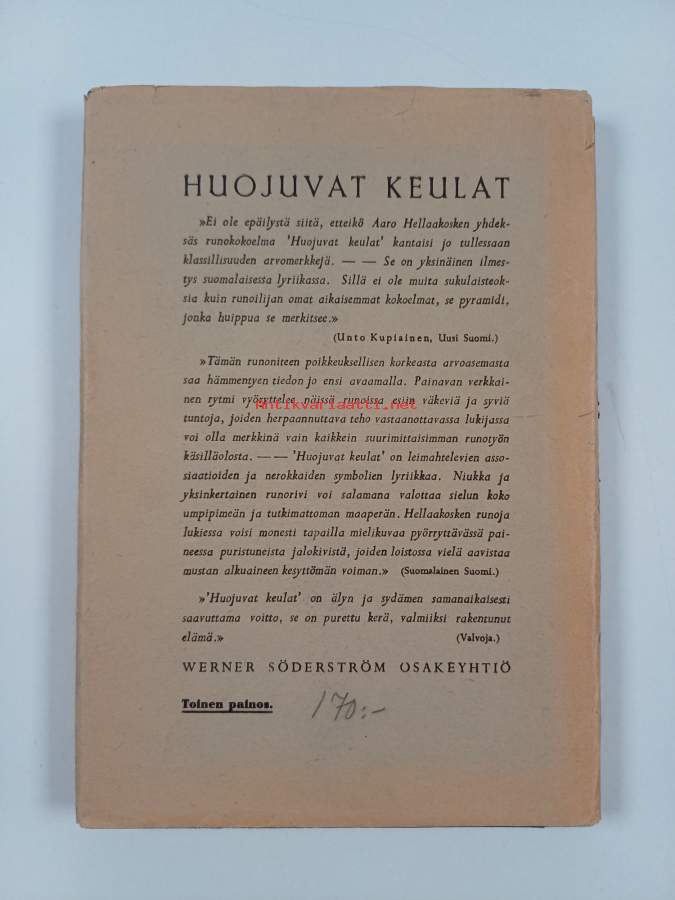 HUOJUVAT KEULAT
»Ei ole epäilystä siitä, etteikö Aaro Hellaakosken yhdek-
säs runokokoelma 'Huojuvat keulat' kantaisi jo tullessaan
klassillisuuden arvomerkkejä. — — Se on yksinäinen ilmes-
tys suomalaisessa lyriikassa. Sillä ei ole muita sukulaisteok-
sia kuin runoilijan omat aikaisemmat kokoelmat, se pyramidi,
jonka huippua se merkitsee.»
(Unto Kupiainen, Uusi Suomi.)
»Tämän runoniteen poikkeuksellisen korkeasta arvoasemasta
saa hämmentyen tiedon jo ensi avaamalla. Painavan verkkai-
nen rytmi vyöryttelee näissä runoissa esiin väkeviä ja syviä
antikvariaatti.net
tuntoja, joiden herpaannuttava teho vastaanottavassa lukijassa
voi olla merkkinä vain kaikkein suurimittaisimman runotyön
käsilläolosta. — — 'Huojuvat keulat' on leimahtelevien asso-
siaatioiden ja nerokkaiden symbolien lyriikkaa. Niukka ja
yksinkertainen runorivi voi salamana valottaa sielun koko
umpipimeän ja tutkimattoman maaperän. Hellaakosken runoja
lukiessa voisi monesti tapailla mielikuvaa pyörryttävässä pai-
neessa puristuneista jalokivistä, joiden loistossa vielä aavistaa
mustan alkuaineen kesyttömän voiman.» (Suomalainen Suomi.)
»'Huojuvat keulat' on älyn ja sydämen samanaikaisesti
saavuttama voitto, se on purettu kerä, valmiiksi rakentunut
elämä.» (Valvoja.)
WERNER SÖDERSTRÖM OSAKEYHTIÖ
Toinen painos. 170:-